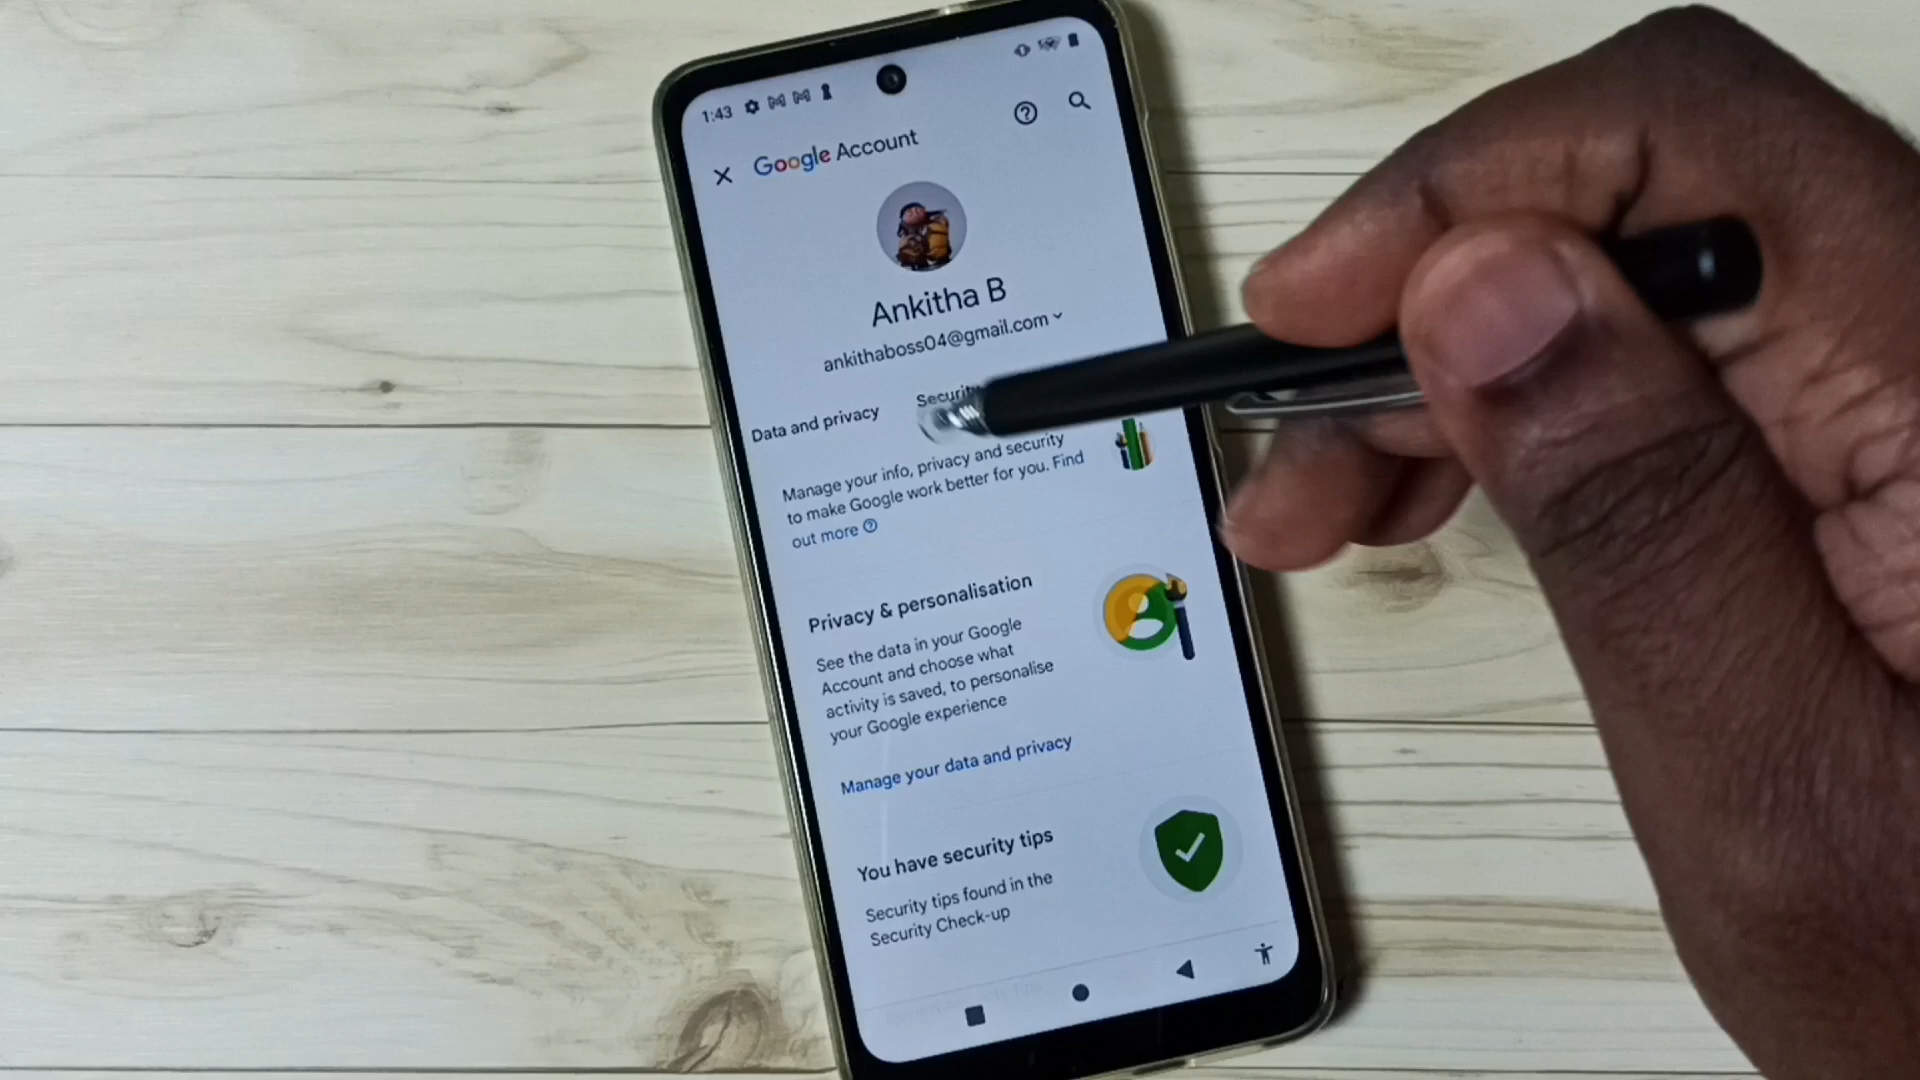 1:43
Google Account
Ankitha B
ankithaboss04@gmail.com
Data and privacy
Security
Manage your info, privacy and security
to make Google work better for you. Find
out more
Privacy & personalisation
See the data in your Google
Account and choose what
activity is saved, to personalise
your Google experience
Manage your data and privacy
You have security tips
Security tips found in the
Security Check-up